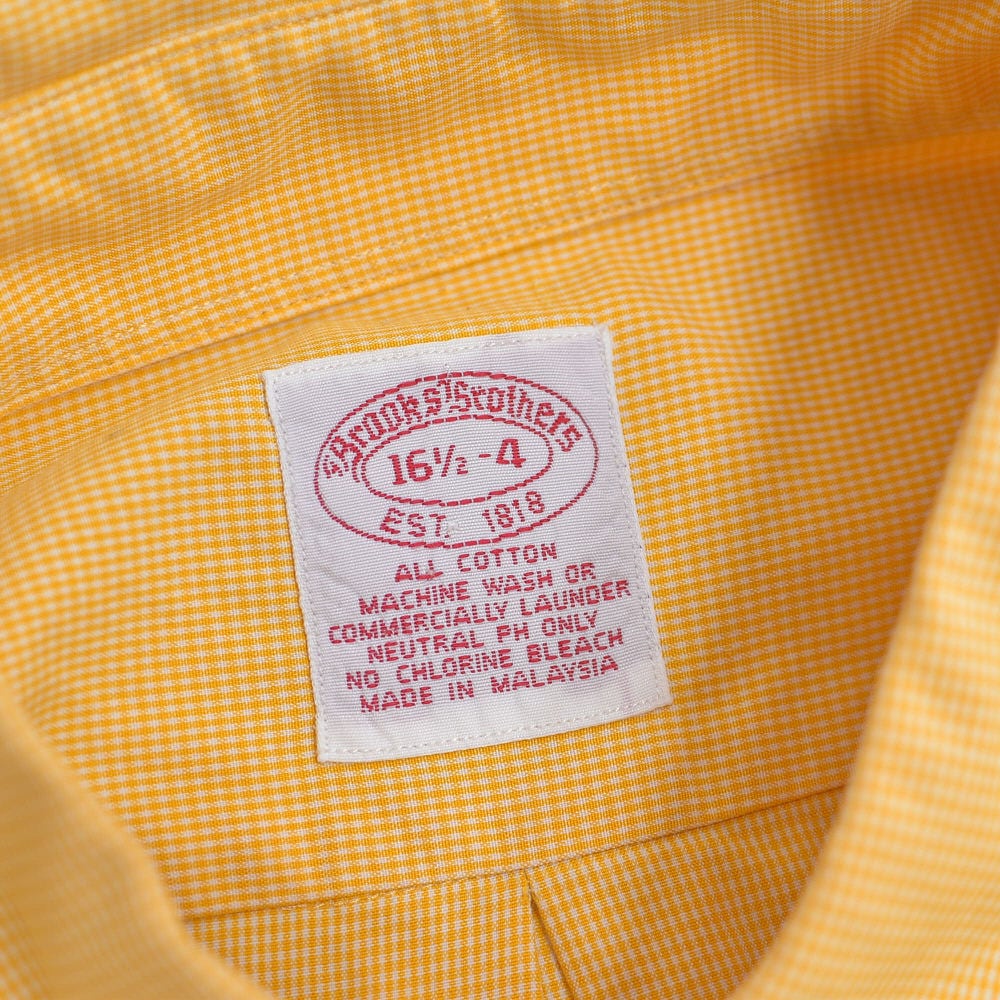 Brooks Brothers
16½-4
EST. 1818
ALL COTTON
MACHINE WASH OR
COMMERCIALLY LAUNDER
NEUTRAL PH ONLY
NO CHLORINE BLEACH
MADE IN MALAYSIA